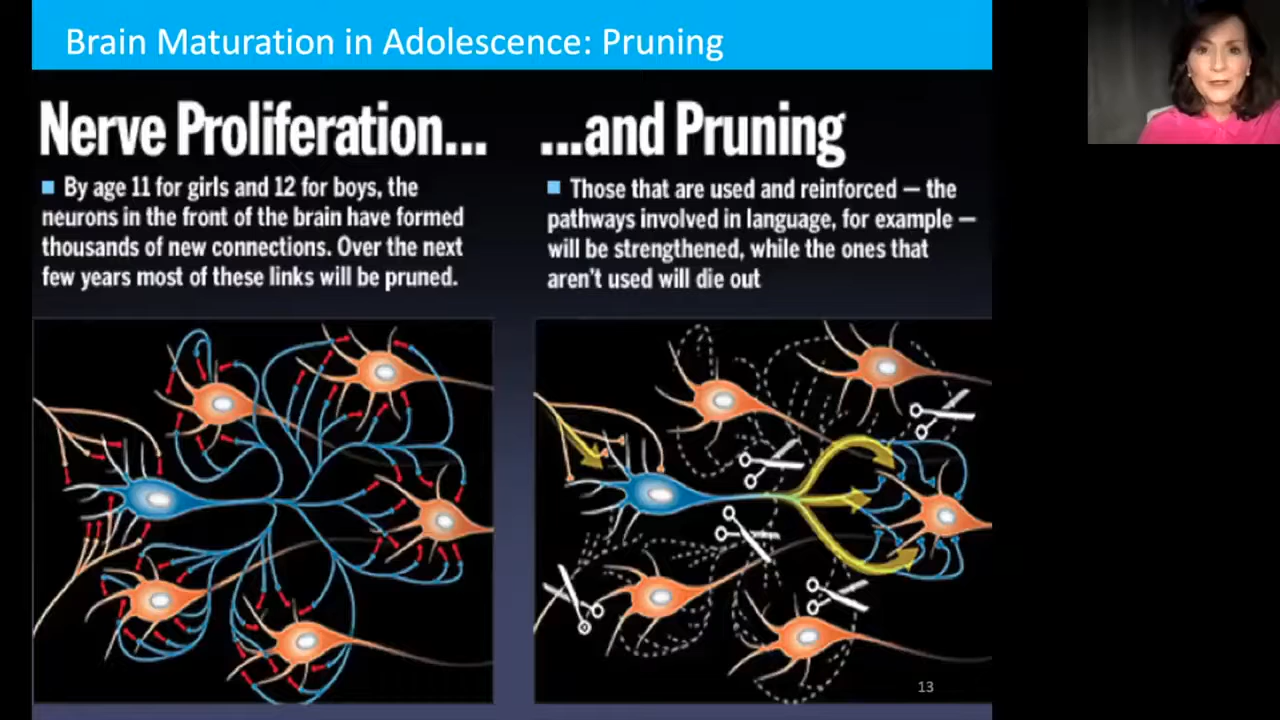 Brain Maturation in Adolescence: Pruning
Nerve Proliferation...
■ By age 11 for girls and 12 for boys, the
neurons in the front of the brain have formed
thousands of new connections. Over the next
few years most of these links will be pruned.
...and Pruning
■ Those that are used and reinforced — the
pathways involved in language, for example —
will be strengthened, while the ones that
aren't used will die out
13